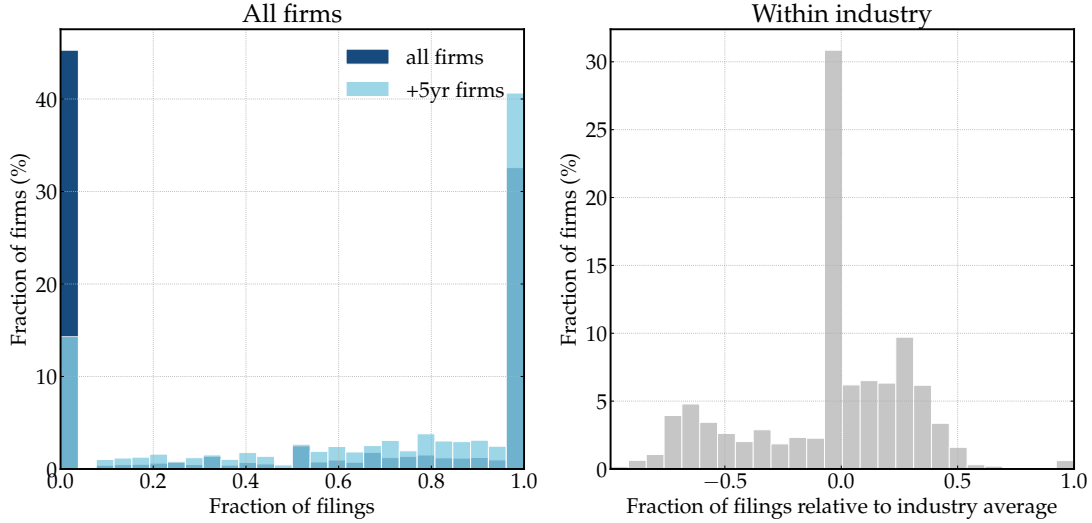 All firms
Fraction of firms (%)
40
30
20
10
0
all firms
+5yr firms
0.0 0.2 0.4 0.6 0.8 1.0
Fraction of filings
Within industry
Fraction of firms (%)
30
25
20
15
10
5
0
−0.5 0.0 0.5 1.0
Fraction of filings relative to industry average